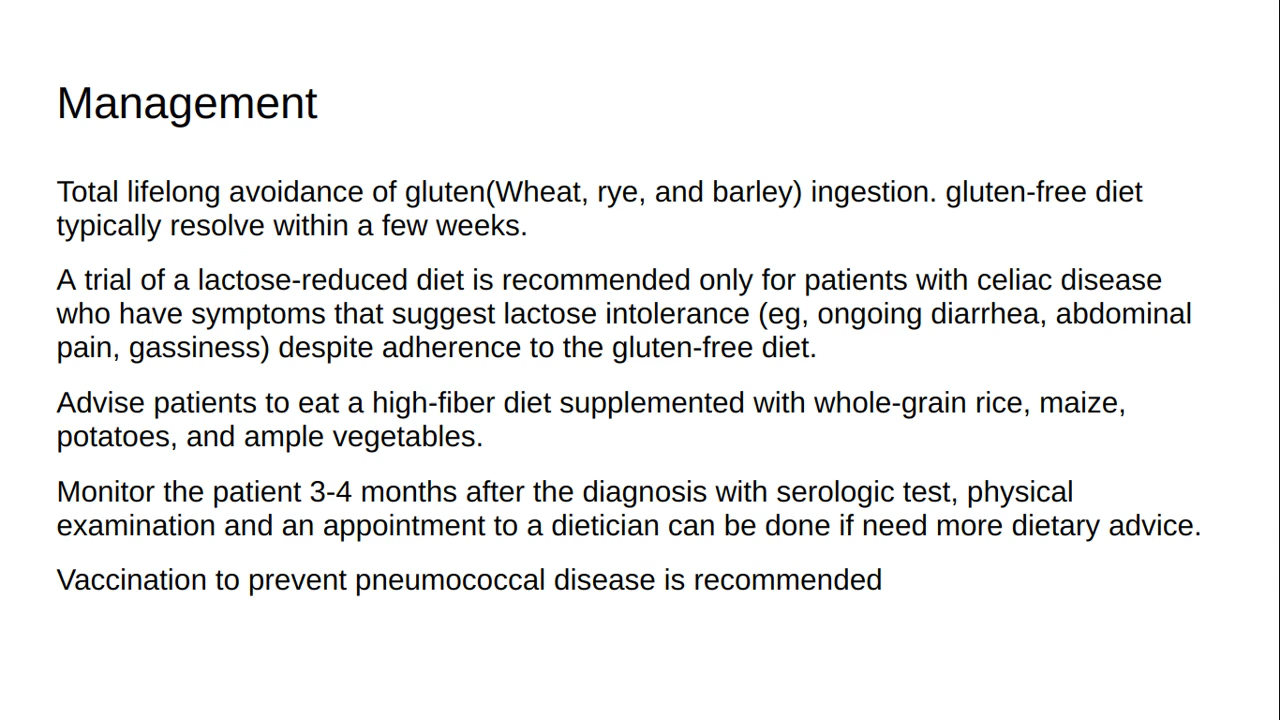 Management
Total lifelong avoidance of gluten(Wheat, rye, and barley) ingestion. gluten-free diet
typically resolve within a few weeks.
A trial of a lactose-reduced diet is recommended only for patients with celiac disease
who have symptoms that suggest lactose intolerance (eg, ongoing diarrhea, abdominal
pain, gassiness) despite adherence to the gluten-free diet.
Advise patients to eat a high-fiber diet supplemented with whole-grain rice, maize,
potatoes, and ample vegetables.
Monitor the patient 3-4 months after the diagnosis with serologic test, physical
examination and an appointment to a dietician can be done if need more dietary advice.
Vaccination to prevent pneumococcal disease is recommended